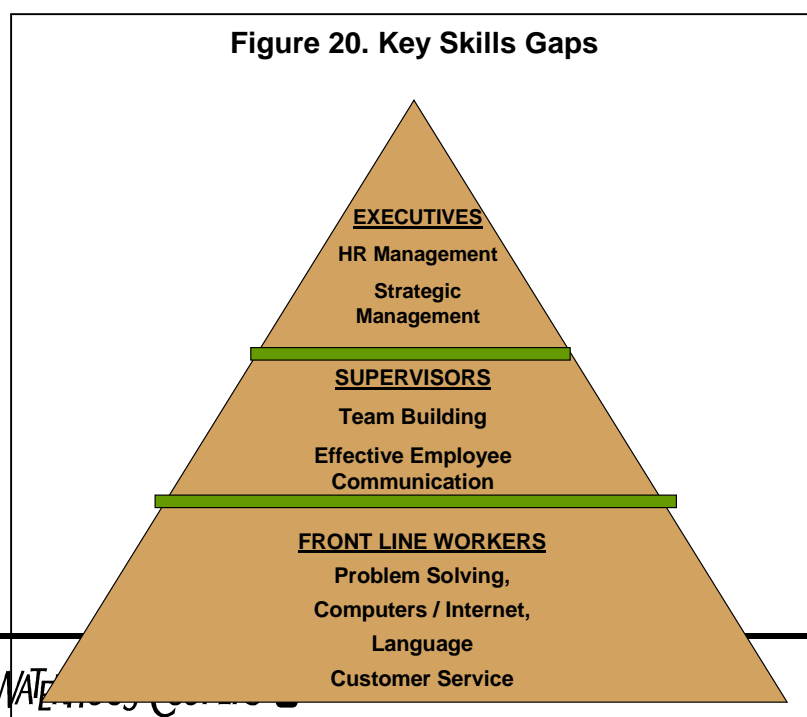 Figure 20. Key Skills Gaps
EXECUTIVES
HR Management
Strategic
Management
SUPERVISORS
Team Building
Effective Employee
Communication
FRONT LINE WORKERS
Problem Solving,
Computers / Internet,
Language
Customer Service